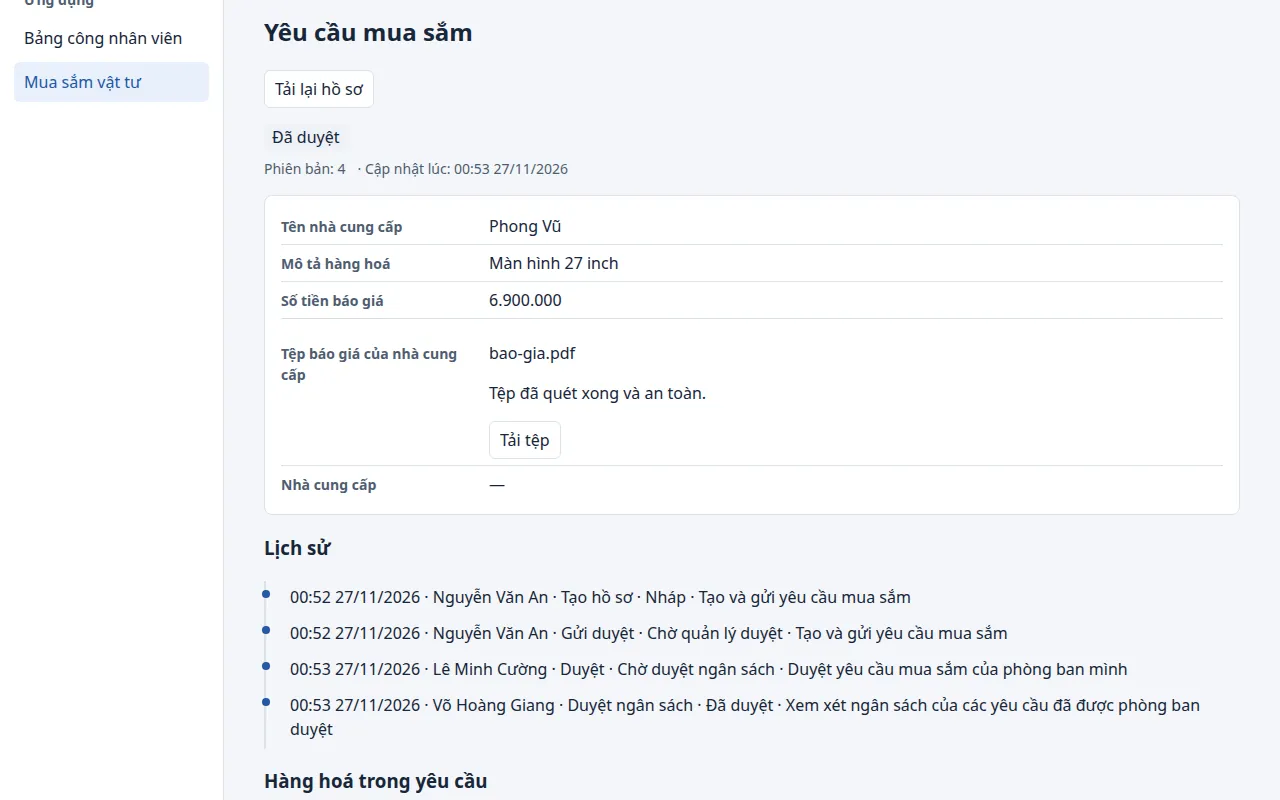 Ứng dụng
Bảng công nhân viên
Mua sắm vật tư
Yêu cầu mua sắm
Tải lại hồ sơ
Đã duyệt
Phiên bản: 4 · Cập nhật lúc: 00:53 27/11/2026
Tên nhà cung cấp Phong Vũ
Mô tả hàng hoá Màn hình 27 inch
Số tiền báo giá 6.900.000
Tệp báo giá của nhà cung cấp bao-gia.pdf
Tệp đã quét xong và an toàn.
Tải tệp
Nhà cung cấp —
Lịch sử
00:52 27/11/2026 · Nguyễn Văn An · Tạo hồ sơ · Nháp · Tạo và gửi yêu cầu mua sắm
00:52 27/11/2026 · Nguyễn Văn An · Gửi duyệt · Chờ quản lý duyệt · Tạo và gửi yêu cầu mua sắm
00:53 27/11/2026 · Lê Minh Cường · Duyệt · Chờ duyệt ngân sách · Duyệt yêu cầu mua sắm của phòng ban mình
00:53 27/11/2026 · Võ Hoàng Giang · Duyệt ngân sách · Đã duyệt · Xem xét ngân sách của các yêu cầu đã được phòng ban
duyệt
Hàng hoá trong yêu cầu